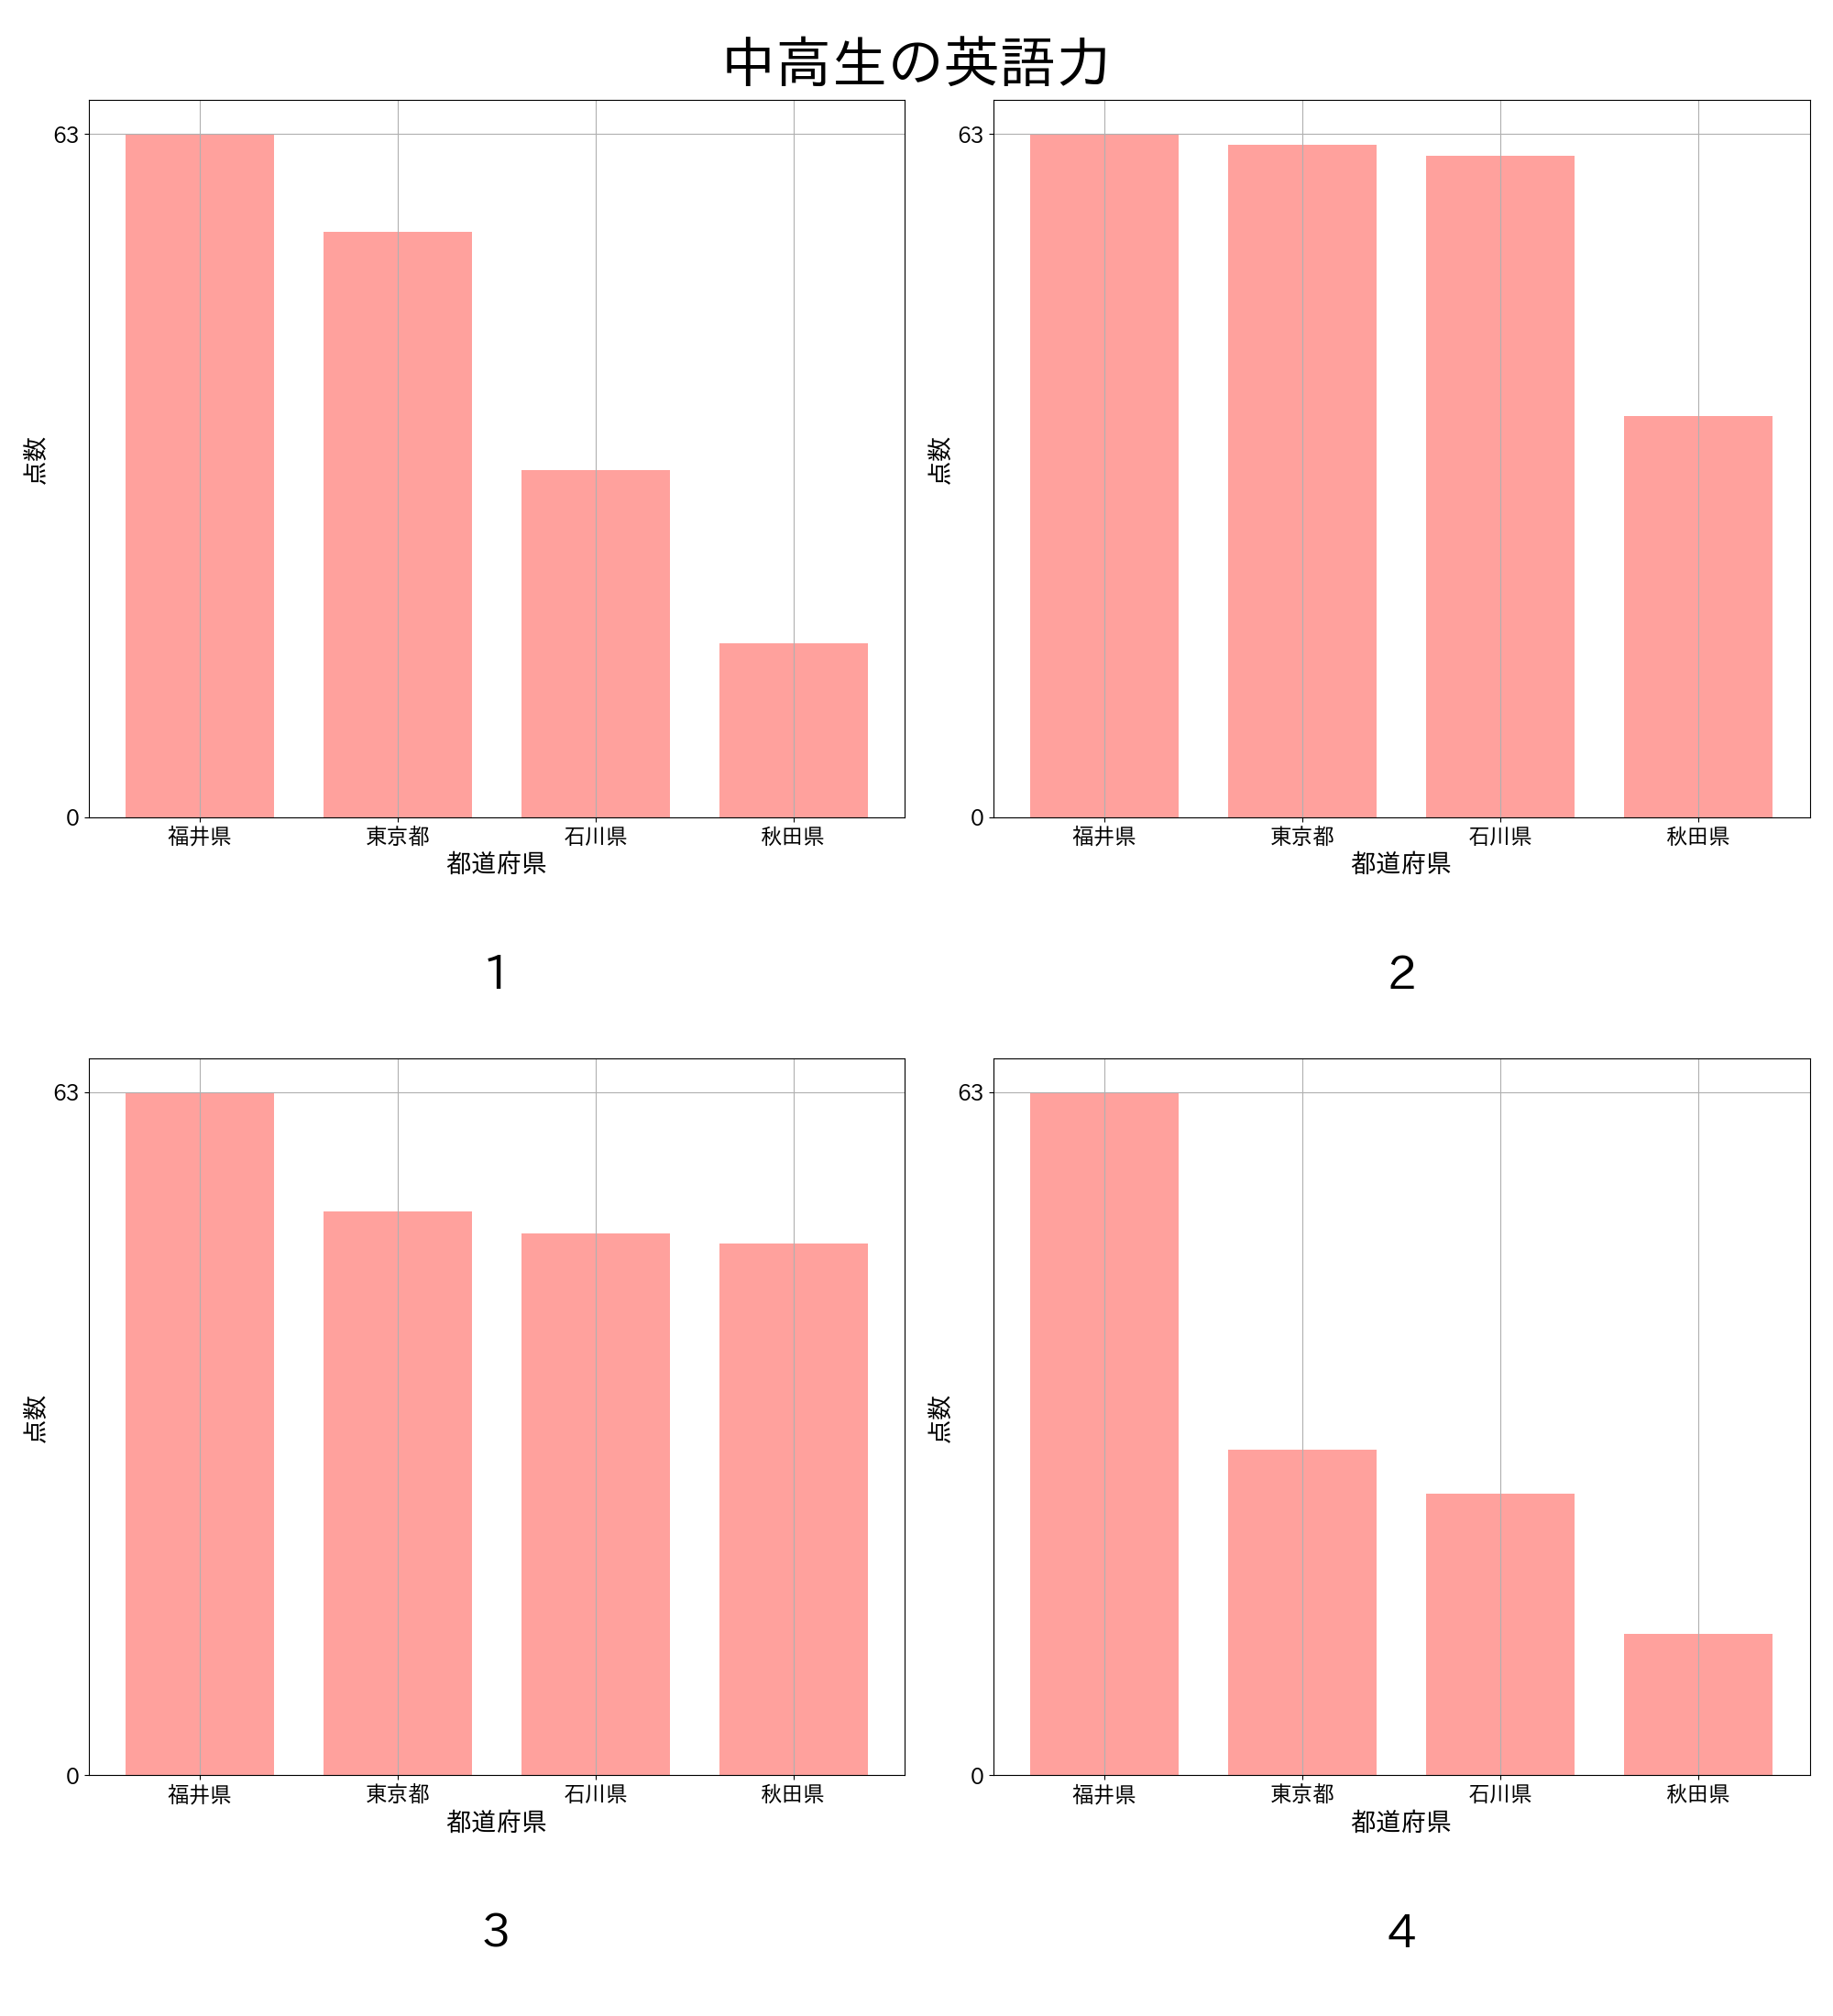 中高生の英語力
63
0
点数
福井県 東京都 石川県 秋田県
都道府県
1
63
0
点数
福井県 東京都 石川県 秋田県
都道府県
2
63
0
点数
福井県 東京都 石川県 秋田県
都道府県
3
63
0
点数
福井県 東京都 石川県 秋田県
都道府県
4